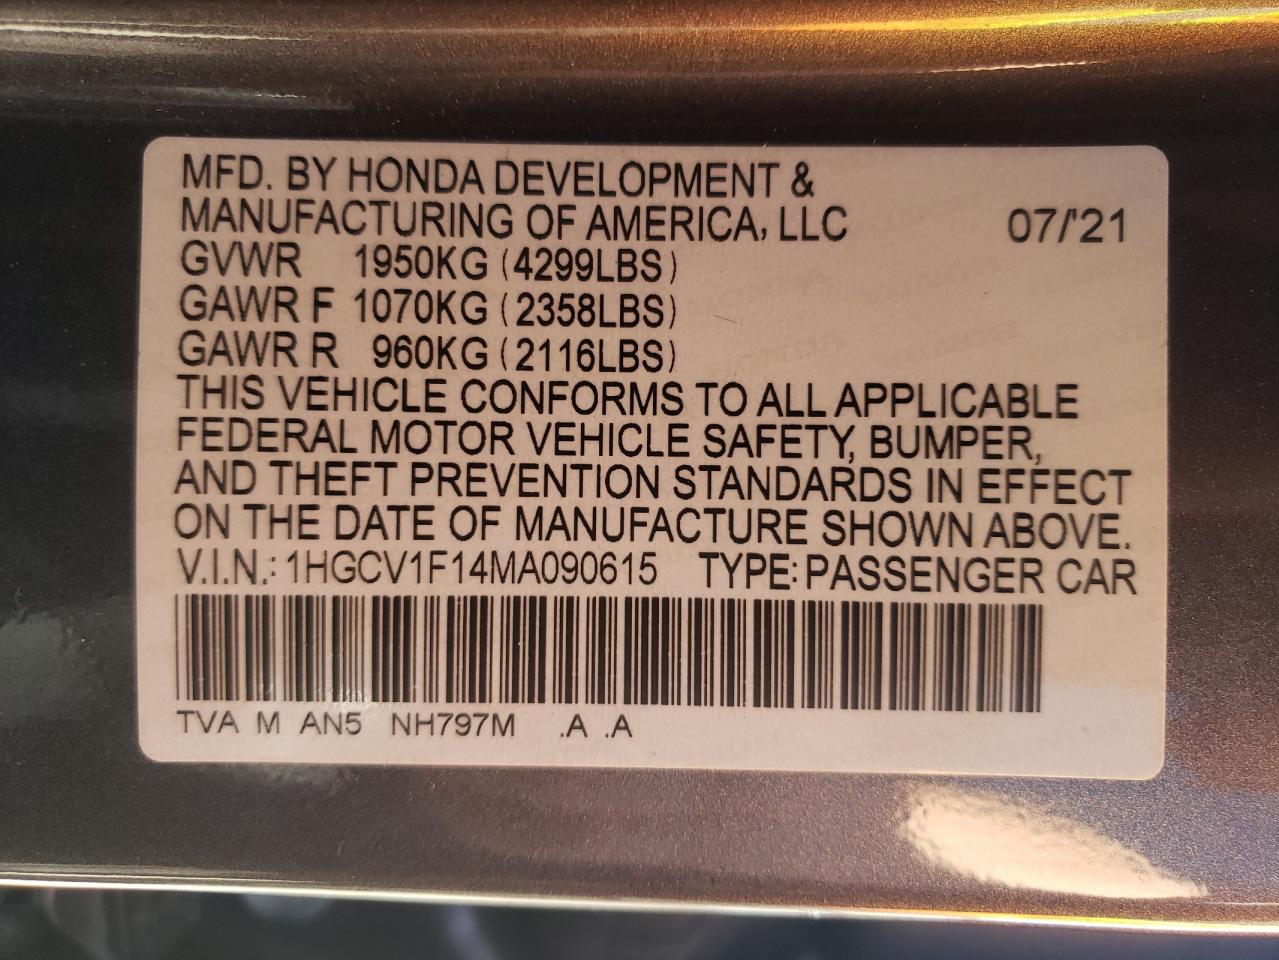 MFD. BY HONDA DEVELOPMENT &
MANUFACTURING OF AMERICA, LLC 07/'21
GVWR 1950KG (4299LBS)
GAWR F 1070KG (2358LBS)
GAWR R 960KG (2116LBS)
THIS VEHICLE CONFORMS TO ALL APPLICABLE
FEDERAL MOTOR VEHICLE SAFETY, BUMPER,
AND THEFT PREVENTION STANDARDS IN EFFECT
ON THE DATE OF MANUFACTURE SHOWN ABOVE.
V.I.N.: 1HGCV1F14MA090615 TYPE: PASSENGER CAR
TVA M AN5 NH797M .A .A